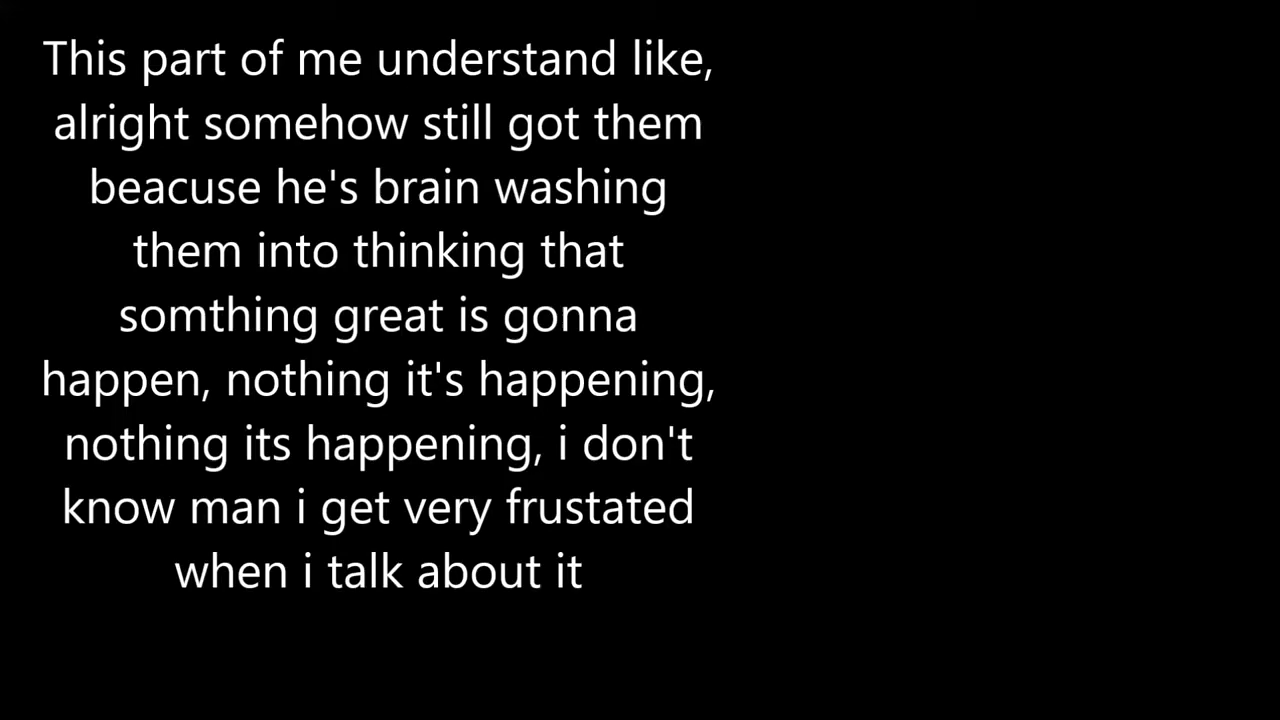 This part of me understand like,
alright somehow still got them
beacuse he's brain washing
them into thinking that
somthing great is gonna
happen, nothing it's happening,
nothing its happening, i don't
know man i get very frustated
when i talk about it